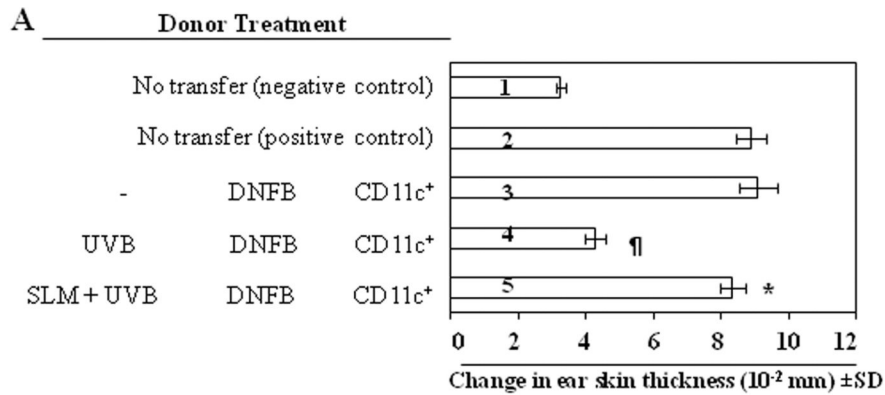 A Donor Treatment
No transfer (negative control) 1
No transfer (positive control) 2
- DNFB CD11c⁺ 3
UVB DNFB CD11c⁺ 4 ¶
SLM + UVB DNFB CD11c⁺ 5 *
0 2 4 6 8 10 12
Change in ear skin thickness (10⁻² mm) ±SD